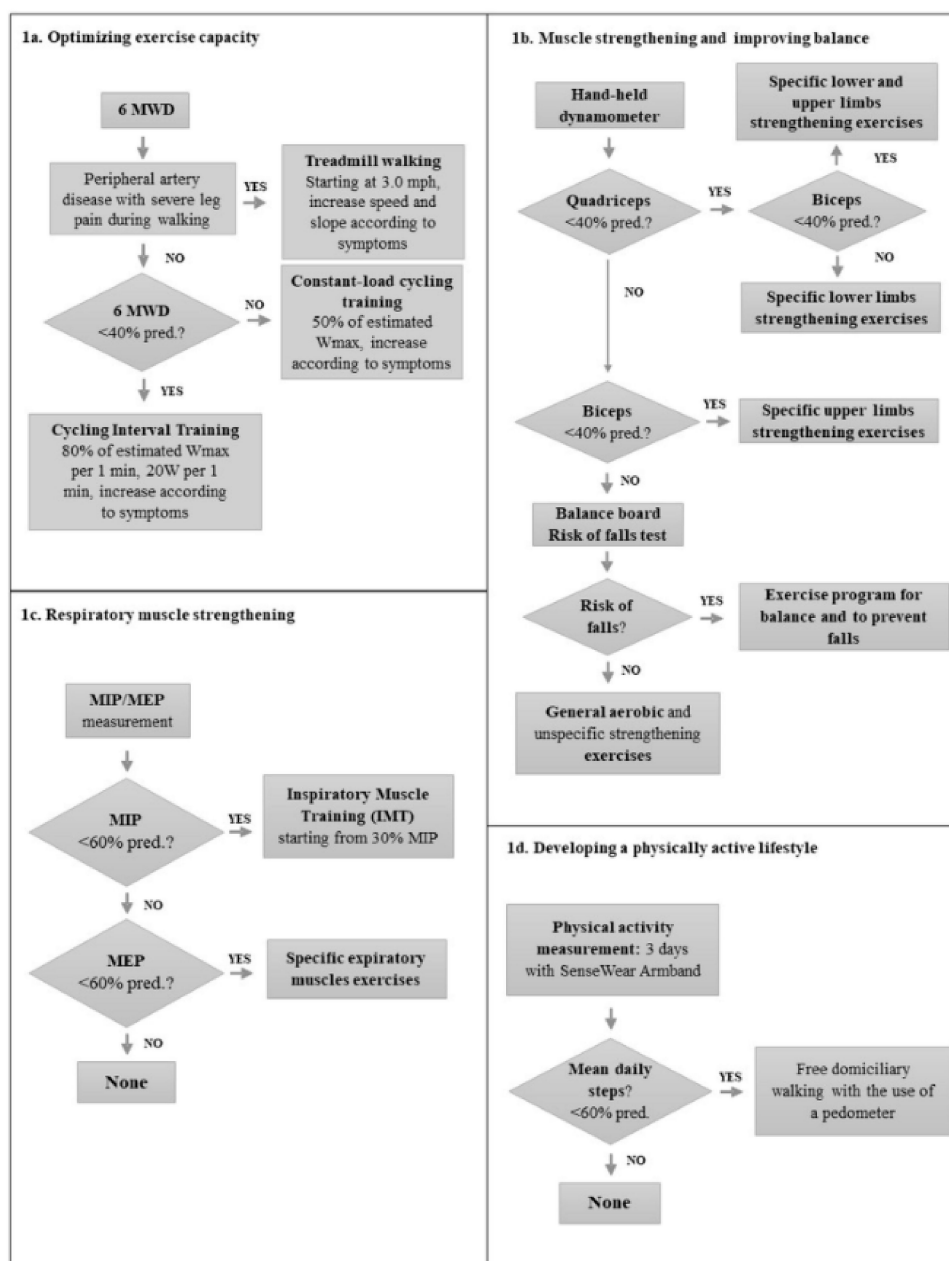 1a. Optimizing exercise capacity
6 MWD
Peripheral artery
disease with severe leg
pain during walking
YES
Treadmill walking
Starting at 3.0 mph,
increase speed and
slope according to
symptoms
NO
6 MWD
<40% pred.?
NO
Constant-load cycling
training
50% of estimated
Wmax, increase
according to symptoms
YES
Cycling Interval Training
80% of estimated Wmax
per 1 min, 20W per 1
min, increase according
to symptoms
1b. Muscle strengthening and improving balance
Hand-held
dynamometer
Specific lower and
upper limbs
strengthening exercises
YES
Quadriceps
<40% pred.?
YES
Biceps
<40% pred.?
NO
Specific lower limbs
strengthening exercises
NO
Biceps
<40% pred.?
YES
Specific upper limbs
strengthening exercises
NO
Balance board
Risk of falls test
Risk of
falls?
YES
Exercise program for
balance and to prevent
falls
NO
General aerobic and
unspecific strengthening
exercises
1c. Respiratory muscle strengthening
MIP/MEP
measurement
MIP
<60% pred.?
YES
Inspiratory Muscle
Training (IMT)
starting from 30% MIP
NO
MEP
<60% pred.?
YES
Specific expiratory
muscles exercises
NO
None
1d. Developing a physically active lifestyle
Physical activity
measurement: 3 days
with SenseWear Armband
Mean daily
steps?
<60% pred.
YES
Free domiciliary
walking with the use of
a pedometer
NO
None